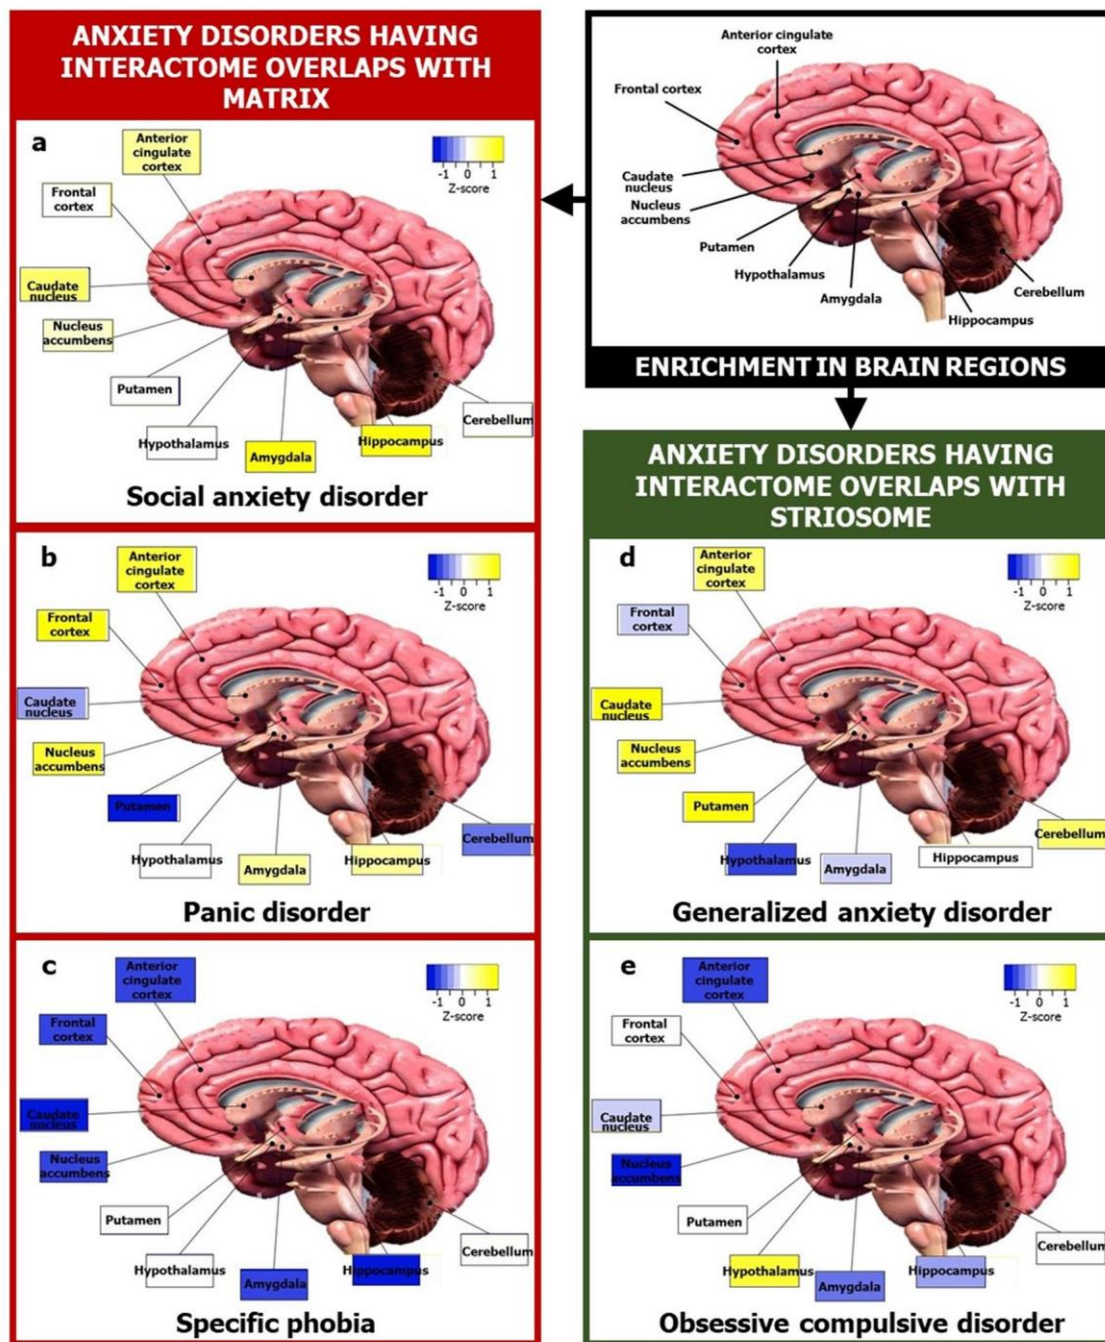 ANXIETY DISORDERS HAVING
INTERACTOME OVERLAPS WITH
MATRIX
a
Anterior
cingulate
cortex
-1 0 1
Z-score
Frontal
cortex
Caudate
nucleus
Nucleus
accumbens
Putamen
Hypothalamus
Amygdala
Hippocampus
Cerebellum
Social anxiety disorder
b
Anterior
cingulate
cortex
-1 0 1
Z-score
Frontal
cortex
Caudate
nucleus
Nucleus
accumbens
Putamen
Hypothalamus
Amygdala
Hippocampus
Cerebellum
Panic disorder
c
Anterior
cingulate
cortex
-1 0 1
Z-score
Frontal
cortex
Caudate
nucleus
Nucleus
accumbens
Putamen
Hypothalamus
Amygdala
Hippocampus
Cerebellum
Specific phobia
Anterior cingulate
cortex
Frontal cortex
Caudate
nucleus
Nucleus
accumbens
Putamen
Hypothalamus
Amygdala
Hippocampus
Cerebellum
ENRICHMENT IN BRAIN REGIONS
ANXIETY DISORDERS HAVING
INTERACTOME OVERLAPS WITH
STRIOSOME
d
Anterior
cingulate
cortex
-1 0 1
Z-score
Frontal
cortex
Caudate
nucleus
Nucleus
accumbens
Putamen
Hypothalamus
Amygdala
Hippocampus
Cerebellum
Generalized anxiety disorder
e
Anterior
cingulate
cortex
-1 0 1
Z-score
Frontal
cortex
Caudate
nucleus
Nucleus
accumbens
Putamen
Hypothalamus
Amygdala
Hippocampus
Cerebellum
Obsessive compulsive disorder